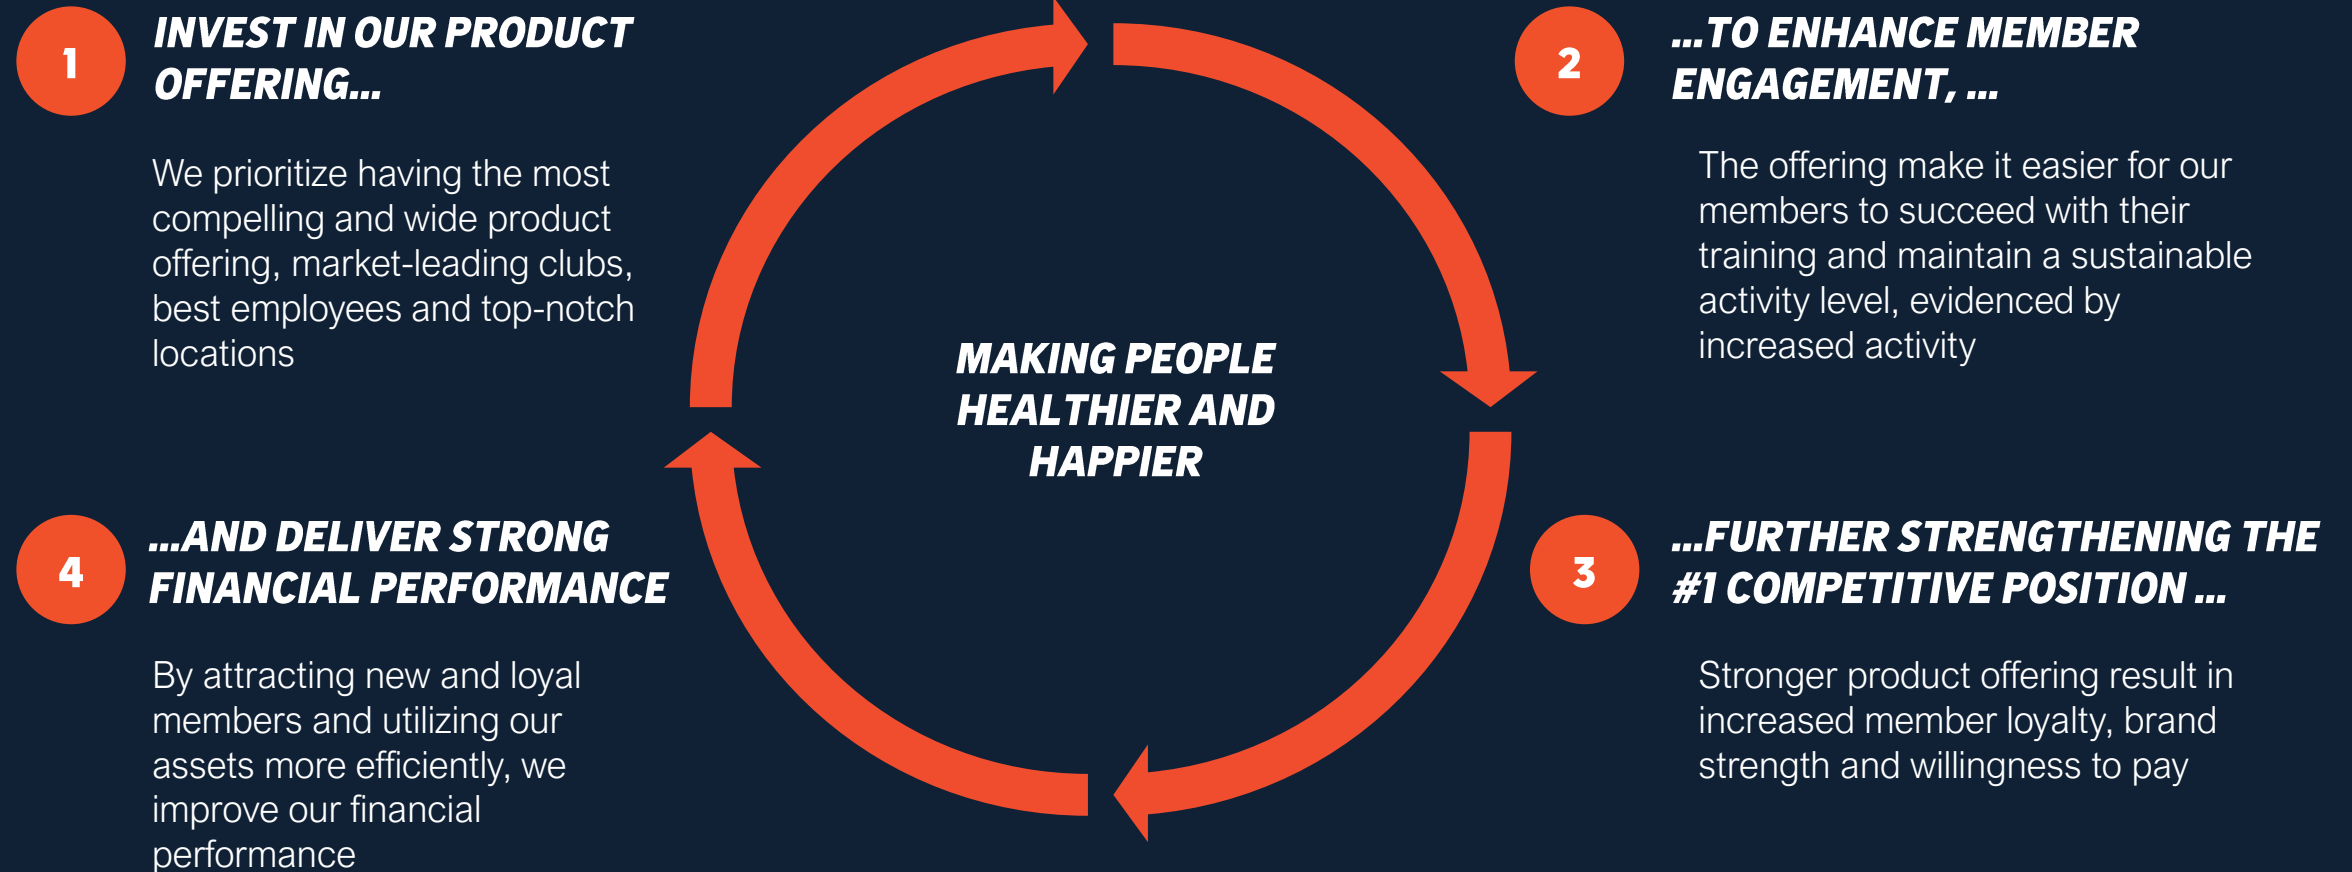 1
INVEST IN OUR PRODUCT
OFFERING...
We prioritize having the most
compelling and wide product
offering, market-leading clubs,
best employees and top-notch
locations
2
...TO ENHANCE MEMBER
ENGAGEMENT, ...
The offering make it easier for our
members to succeed with their
training and maintain a sustainable
activity level, evidenced by
increased activity
MAKING PEOPLE
HEALTHIER AND
HAPPIER
3
...FURTHER STRENGTHENING THE
#1 COMPETITIVE POSITION ...
Stronger product offering result in
increased member loyalty, brand
strength and willingness to pay
4
...AND DELIVER STRONG
FINANCIAL PERFORMANCE
By attracting new and loyal
members and utilizing our
assets more efficiently, we
improve our financial
performance